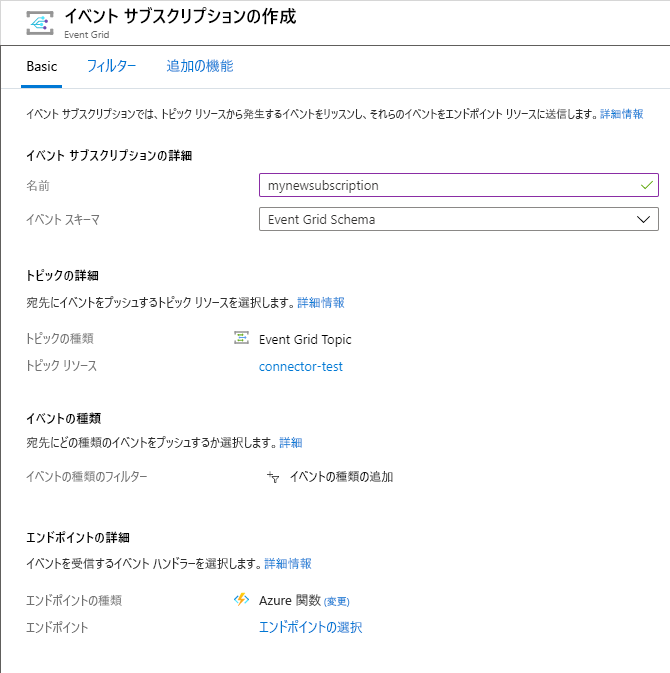 イベント サブスクリプションの作成
Event Grid
Basic フィルター 追加の機能
イベント サブスクリプションでは、トピック リソースから発生するイベントをリッスンし、それらのイベントをエンドポイント リソースに送信します。詳細情報
イベント サブスクリプションの詳細
名前 mynewsubscription
イベント スキーマ Event Grid Schema
トピックの詳細
宛先にイベントをプッシュするトピック リソースを選択します。詳細情報
トピックの種類 Event Grid Topic
トピック リソース connector-test
イベントの種類
宛先にどの種類のイベントをプッシュするか選択します。詳細
イベントの種類のフィルター イベントの種類の追加
エンドポイントの詳細
イベントを受信するイベント ハンドラーを選択します。詳細情報
エンドポイントの種類 Azure 関数 (変更)
エンドポイント エンドポイントの選択